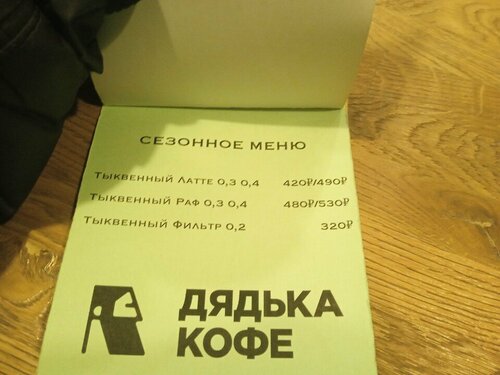 СЕЗОННОЕ МЕНЮ
ТЫКВЕННЫЙ ЛАТТЕ 0,3 0,4 420₽/490₽
ТЫКВЕННЫЙ РАФ 0,3 0,4 480₽/530₽
ТЫКВЕННЫЙ ФИЛЬТР 0,2 320₽
ДЯДЬКА
КОФЕ